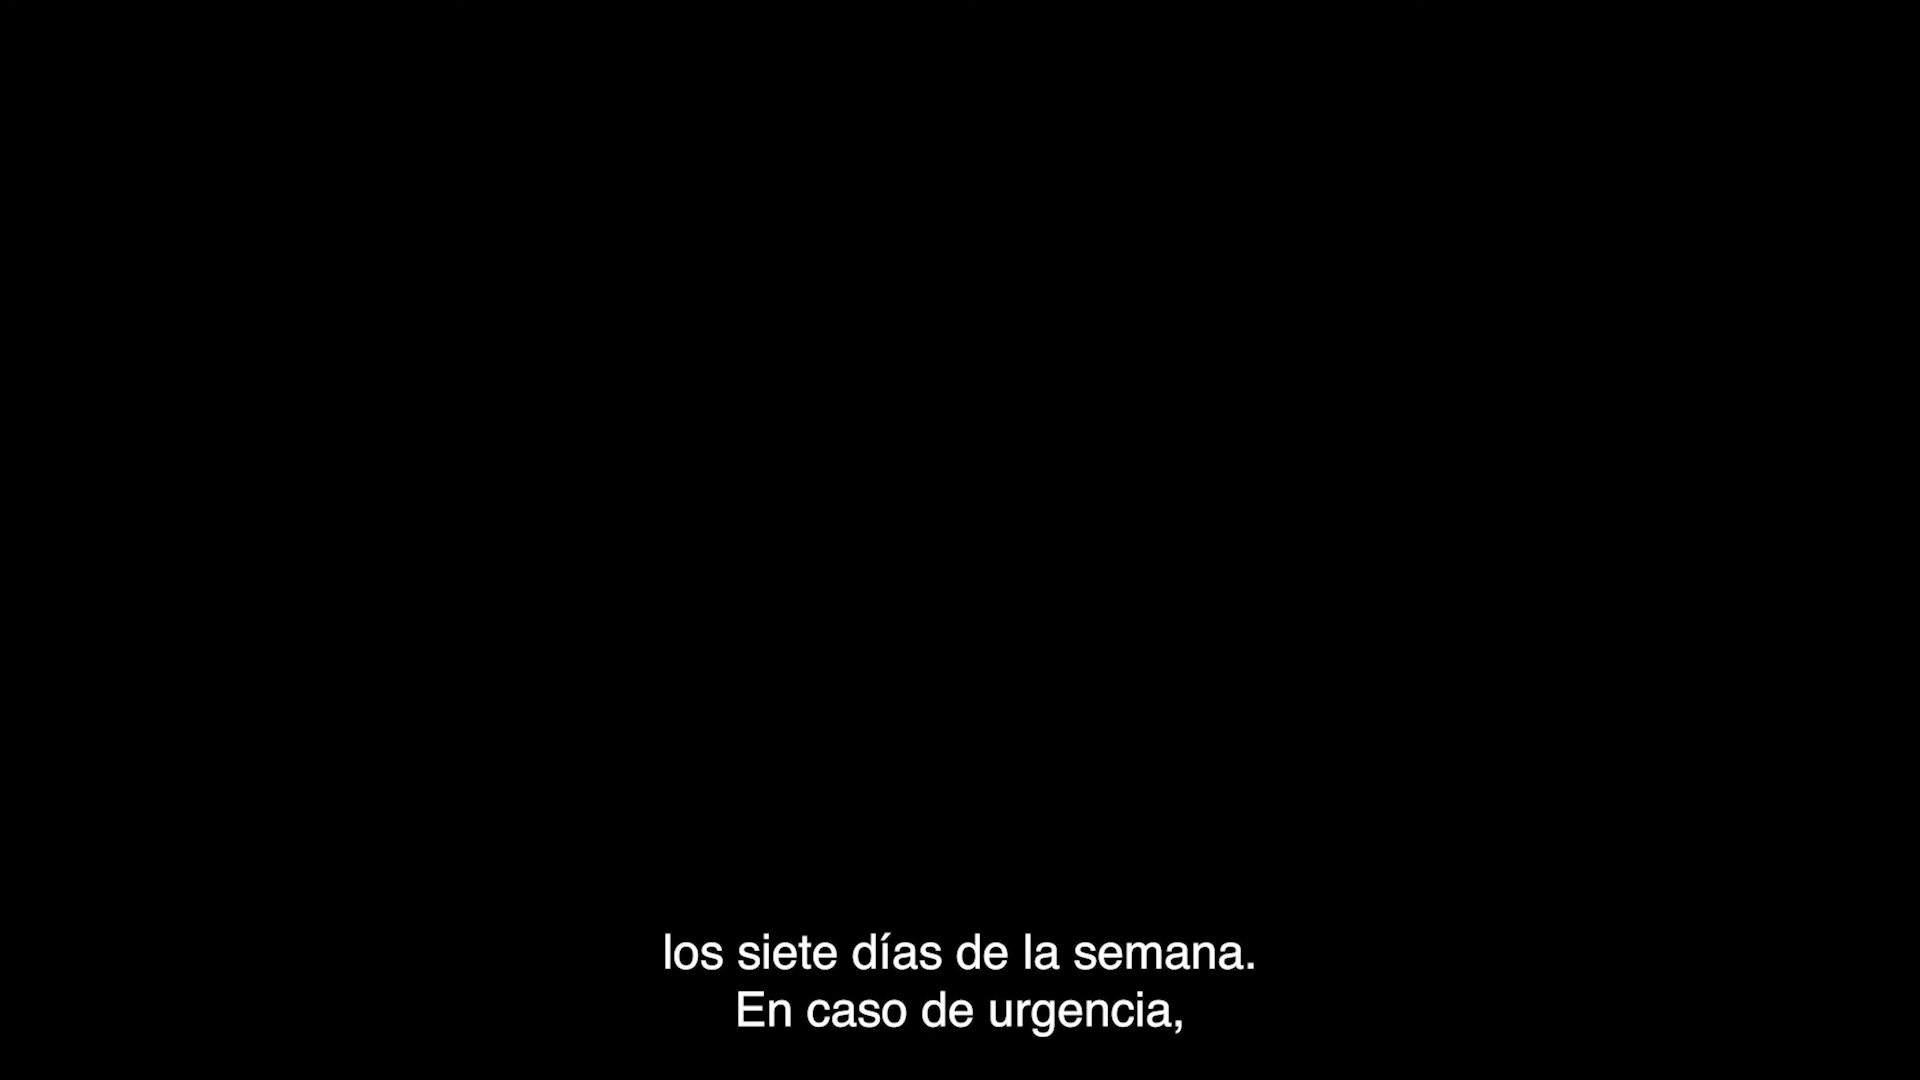 los siete días de la semana.
En caso de urgencia,